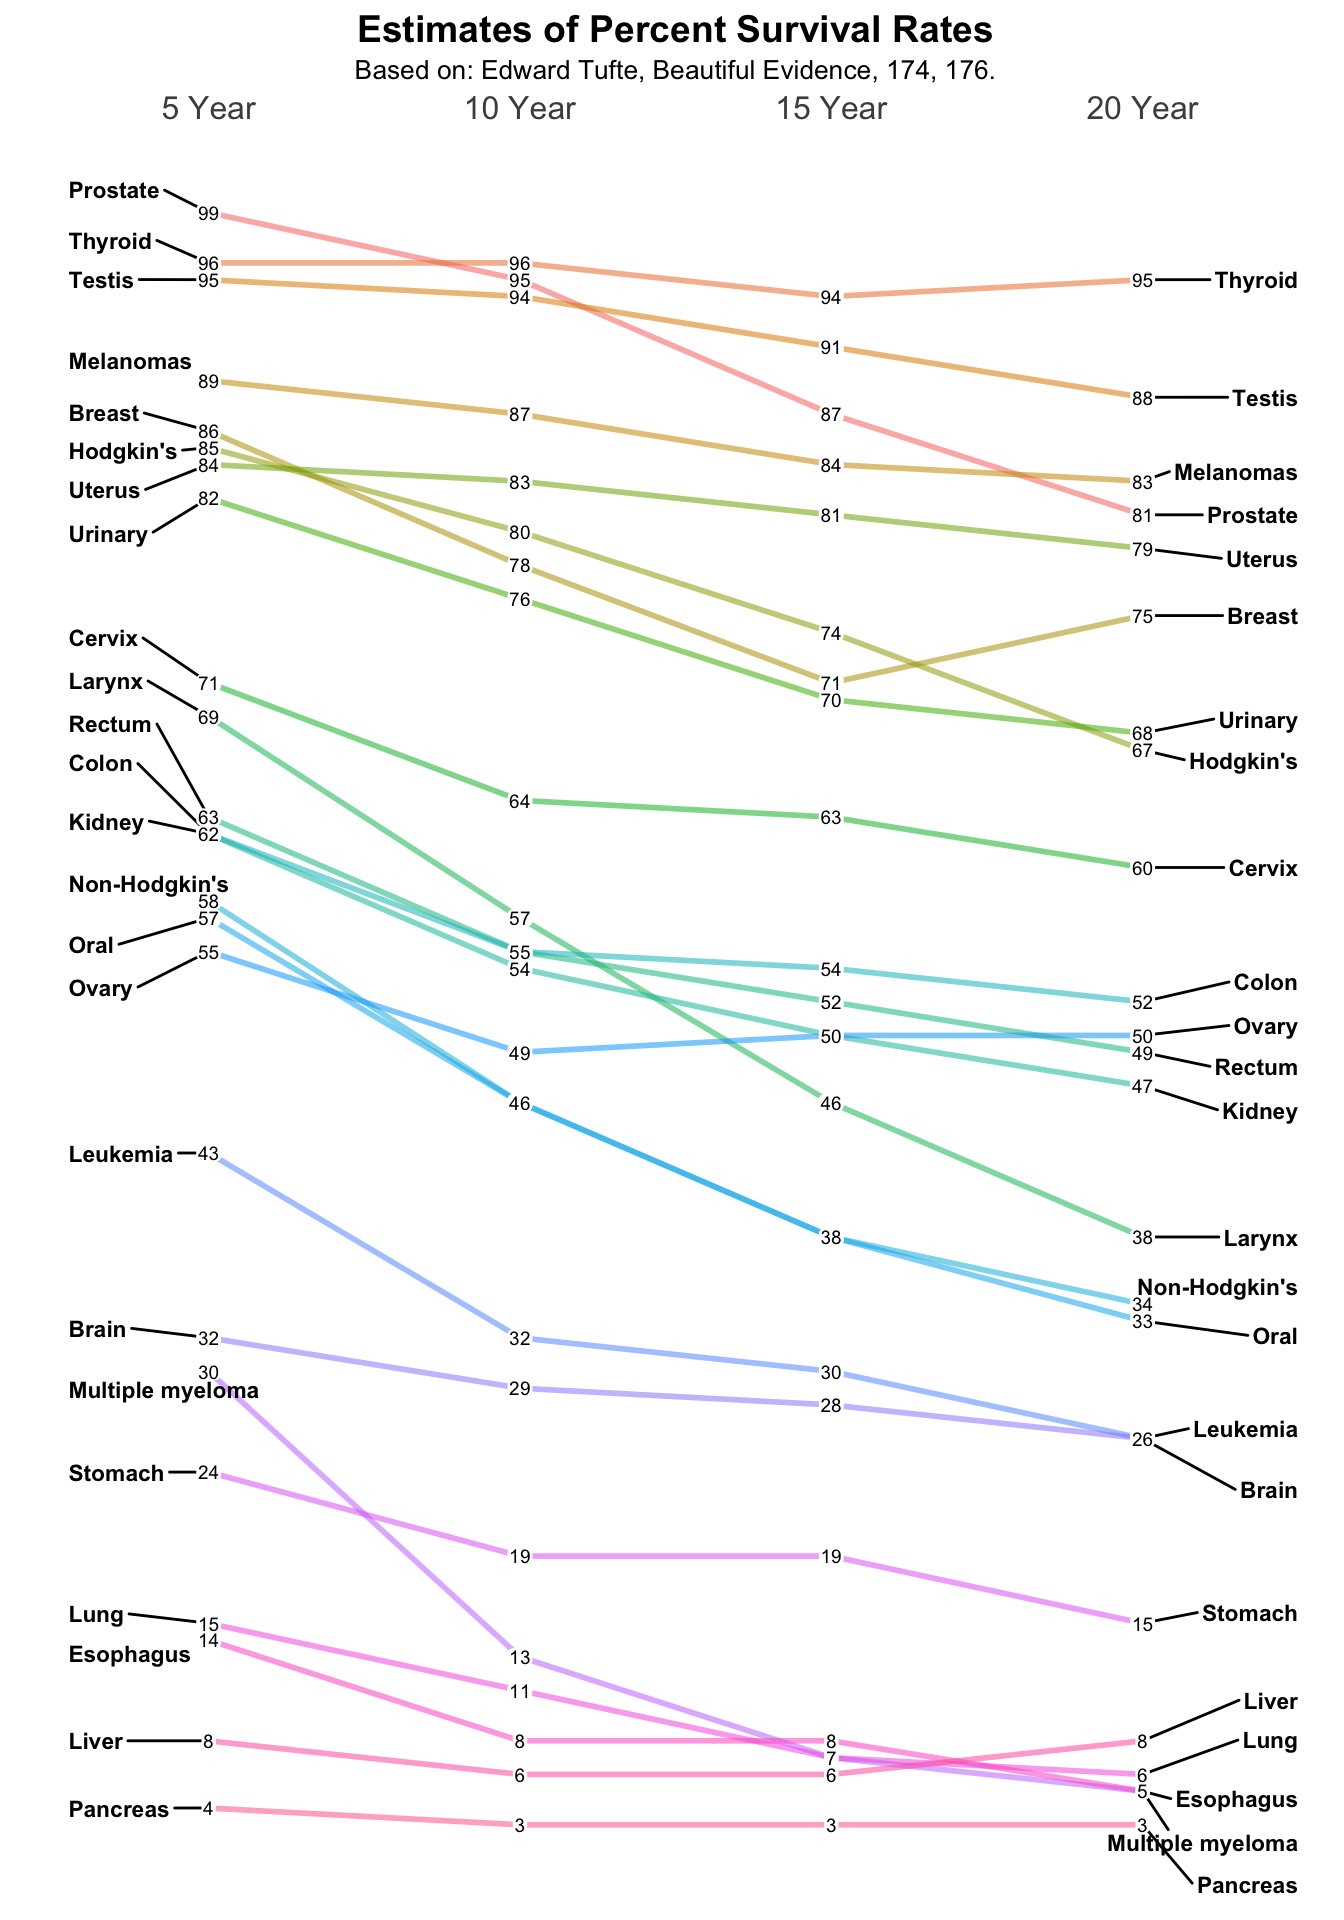 Estimates of Percent Survival Rates
Based on: Edward Tufte, Beautiful Evidence, 174, 176.
5 Year 10 Year 15 Year 20 Year
Prostate
99
Thyroid
96 96
Testis 95 95 94 94 95 Thyroid
91
Melanomas
89 87 87 88 Testis
Breast
86
Hodgkin's 85
84 84 83 Melanomas
Uterus
82 83 81 81 Prostate
Urinary
80 79 Uterus
78
76 75 Breast
Cervix 74
71 71
Larynx
69 70
Rectum 68 Urinary
67 Hodgkin's
Colon
64
Kidney 63 63
62
60 Cervix
Non-Hodgkin's
58
57 57
Oral
55 55 54
54 Colon
Ovary 52 52
50 50 Ovary
49 49 Rectum
47 Kidney
46 46
Leukemia 43
38 38 Larynx
Non-Hodgkin's
34
33 Oral
Brain 32 32
30 30
Multiple myeloma 29 28
26 Leukemia
Stomach 24
Brain
19 19
Lung 15 15 Stomach
14
Esophagus 13
11
Liver
Liver 8 8 8 8 Lung
7
6 6 6
5 Esophagus
Pancreas 4
3 3 3
Multiple myeloma
Pancreas